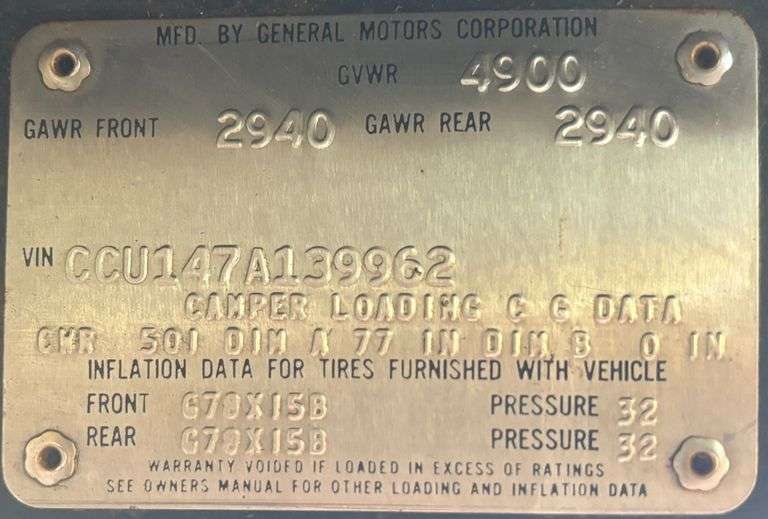 MFD. BY GENERAL MOTORS CORPORATION
GVWR 4900
GAWR FRONT 2940 GAWR REAR 2940
VIN CCU147A139962
CAMPER LOADING C G DATA
CWR 501 DIM A 77 IN DIM B 0 IN
INFLATION DATA FOR TIRES FURNISHED WITH VEHICLE
FRONT G78X15B PRESSURE 32
REAR G78X15B PRESSURE 32
WARRANTY VOIDED IF LOADED IN EXCESS OF RATINGS
SEE OWNERS MANUAL FOR OTHER LOADING AND INFLATION DATA